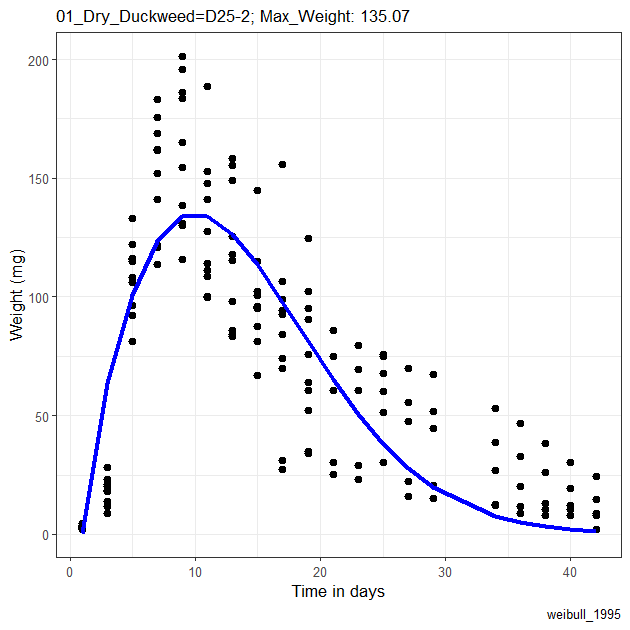 01_Dry_Duckweed=D25-2; Max_Weight: 135.07
200
150
100
50
0
Weight (mg)
0 10 20 30 40
Time in days
weibull_1995